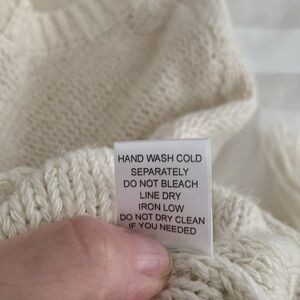 HAND WASH COLD
SEPARATELY
DO NOT BLEACH
LINE DRY
IRON LOW
DO NOT DRY CLEAN
IF YOU NEEDED